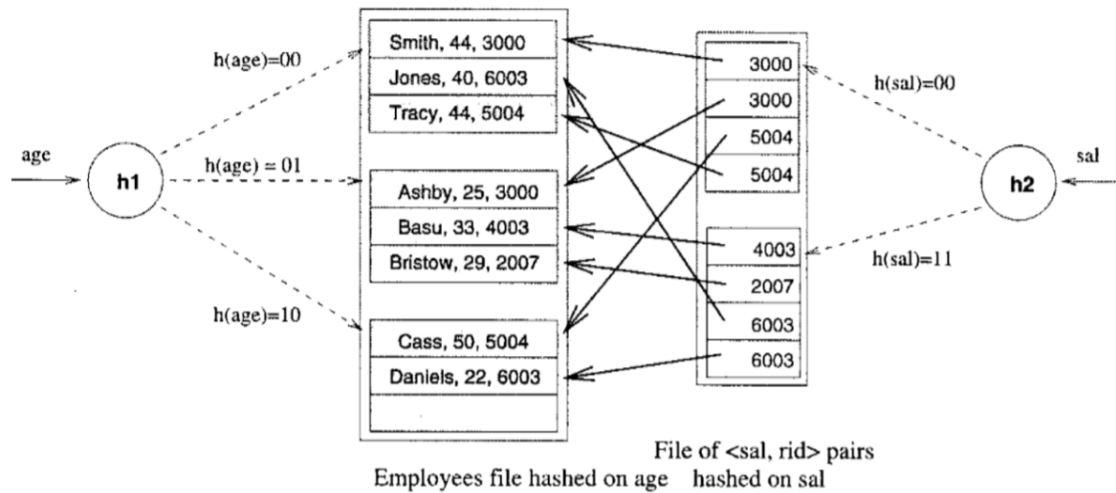 age
h1
h(age)=00
h(age) = 01
h(age)=10
Smith, 44, 3000
Jones, 40, 6003
Tracy, 44, 5004
Ashby, 25, 3000
Basu, 33, 4003
Bristow, 29, 2007
Cass, 50, 5004
Daniels, 22, 6003
3000
3000
5004
5004
4003
2007
6003
6003
h(sal)=00
h(sal)=11
h2
sal
Employees file hashed on age
File of <sal, rid> pairs
hashed on sal